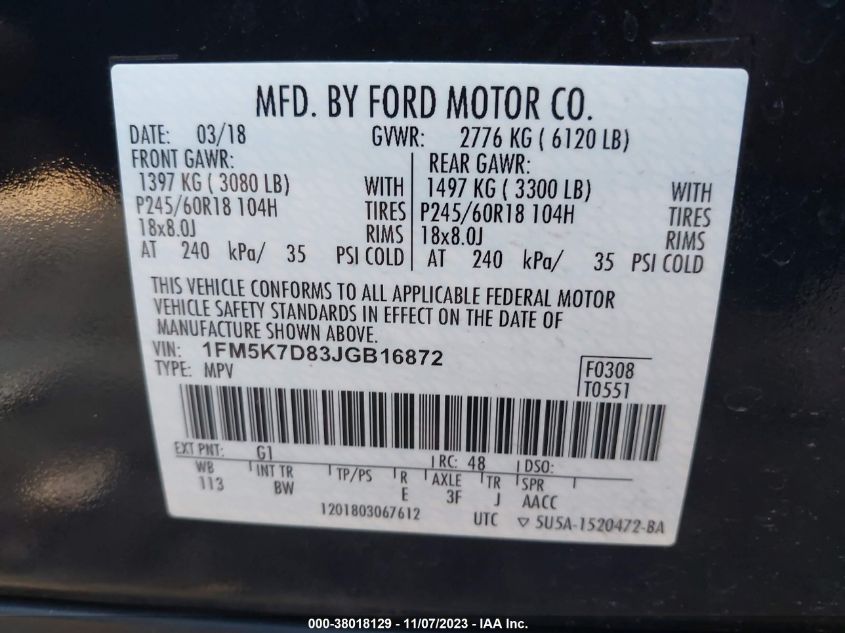 MFD. BY FORD MOTOR CO.
DATE: 03/18 GVWR: 2776 KG ( 6120 LB)
FRONT GAWR: REAR GAWR:
1397 KG ( 3080 LB) WITH 1497 KG ( 3300 LB) WITH
P245/60R18 104H TIRES P245/60R18 104H TIRES
18x8.0J RIMS 18x8.0J RIMS
AT 240 kPa/ 35 PSI COLD AT 240 kPa/ 35 PSI COLD
THIS VEHICLE CONFORMS TO ALL APPLICABLE FEDERAL MOTOR
VEHICLE SAFETY STANDARDS IN EFFECT ON THE DATE OF
MANUFACTURE SHOWN ABOVE.
VIN: 1FM5K7D83JGB16872
TYPE: MPV
F0308
T0551
EXT PNT: G1 RC: 48 DSO:
WB INT TR TP/PS R AXLE TR SPR
113 BW E 3F J AACC
1201803067612 UTC ▽ 5U5A-1520472-BA
000-38018129 - 11/07/2023 - IAA Inc.